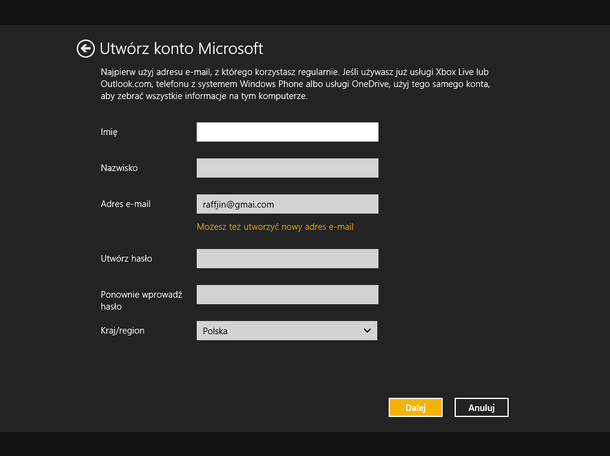 Utwórz konto Microsoft
Najpierw użyj adresu e-mail, z którego korzystasz regularnie. Jeśli używasz już usługi Xbox Live lub
Outlook.com, telefonu z systemem Windows Phone albo usługi OneDrive, użyj tego samego konta,
aby zebrać wszystkie informacje na tym komputerze.
Imię
Nazwisko
Adres e-mail raffjin@gmai.com
Możesz też utworzyć nowy adres e-mail
Utwórz hasło
Ponownie wprowadź
hasło
Kraj/region Polska
Dalej Anuluj